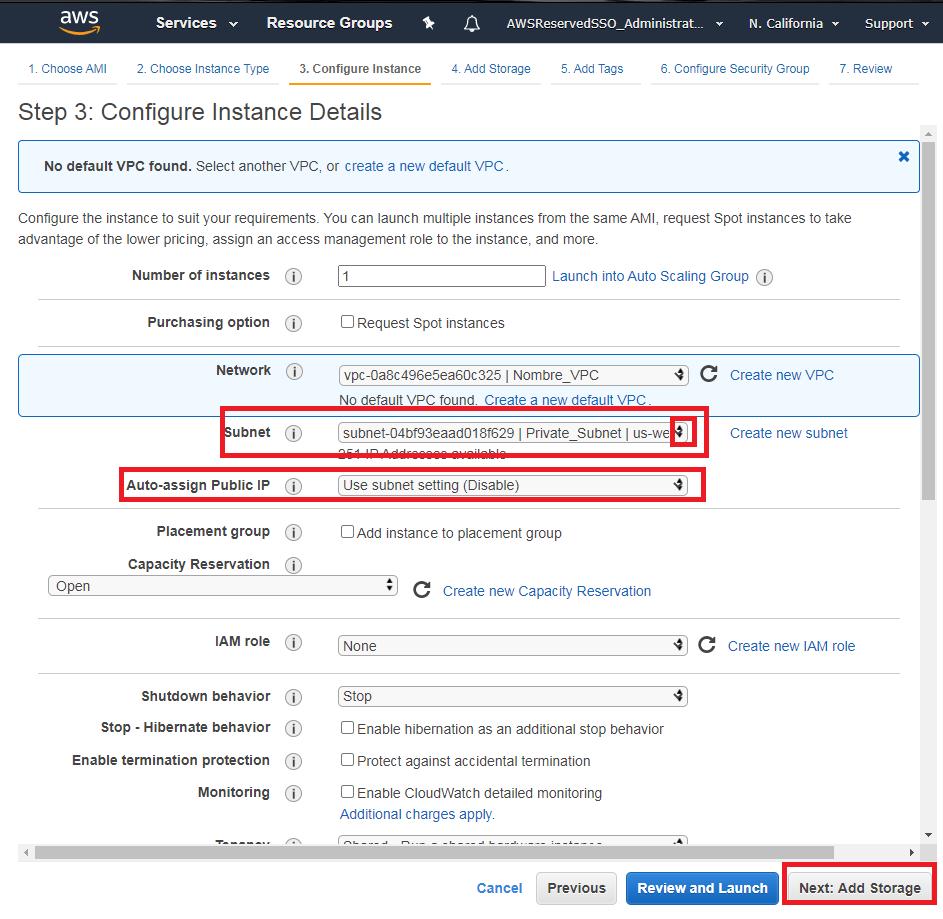 aws Services Resource Groups AWSReservedSSO_Administrat... N. California Support
1. Choose AMI 2. Choose Instance Type 3. Configure Instance 4. Add Storage 5. Add Tags 6. Configure Security Group 7. Review
Step 3: Configure Instance Details
No default VPC found. Select another VPC, or create a new default VPC.
Configure the instance to suit your requirements. You can launch multiple instances from the same AMI, request Spot instances to take
advantage of the lower pricing, assign an access management role to the instance, and more.
Number of instances 1 Launch into Auto Scaling Group
Purchasing option Request Spot instances
Network vpc-0a8c496e5ea60c325 | Nombre_VPC Create new VPC
No default VPC found. Create a new default VPC.
Subnet subnet-04bf93eaad018f629 | Private_Subnet | us-we Create new subnet
251 IP Addresses available
Auto-assign Public IP Use subnet setting (Disable)
Placement group Add instance to placement group
Capacity Reservation
Open Create new Capacity Reservation
IAM role None Create new IAM role
Shutdown behavior Stop
Stop - Hibernate behavior Enable hibernation as an additional stop behavior
Enable termination protection Protect against accidental termination
Monitoring Enable CloudWatch detailed monitoring
Additional charges apply.
Tenancy Shared - Run a shared hardware instance
Cancel Previous Review and Launch Next: Add Storage